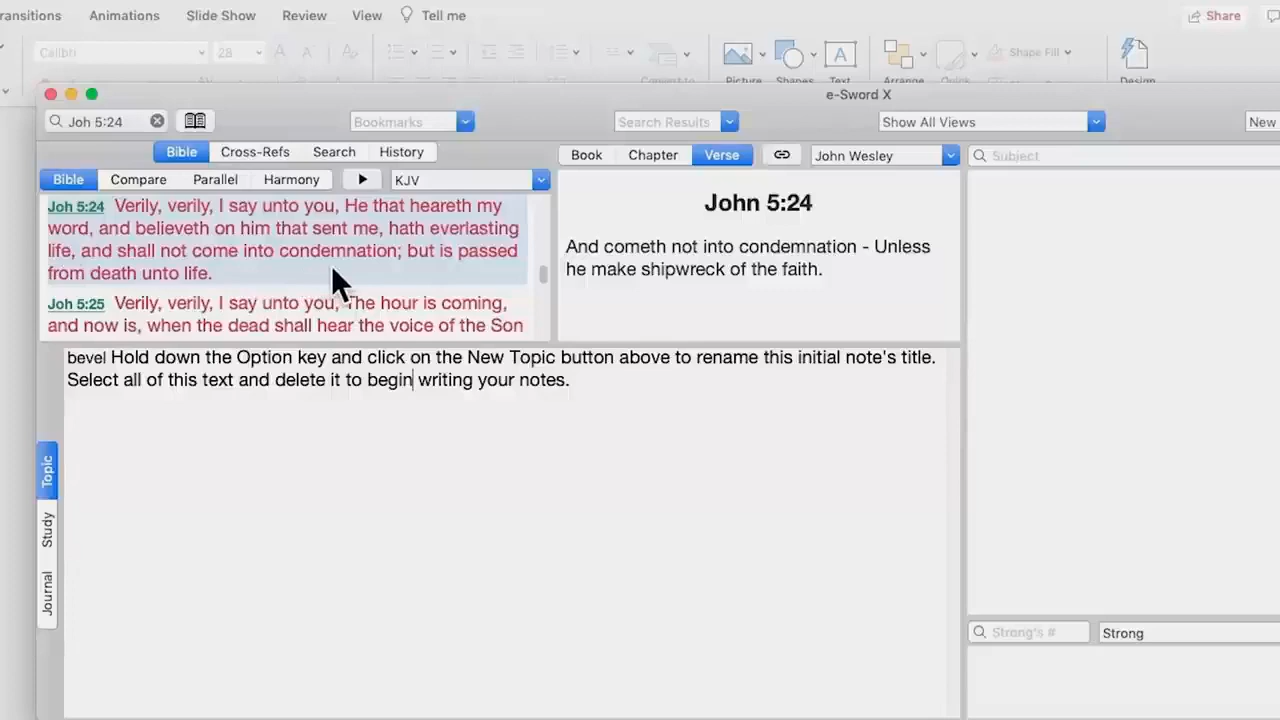 ransitions Animations Slide Show Review View Tell me Share
Calibri 28 A A
Convert to Picture Shapes Text Arrange Quick Shape Fill Design
e-Sword X
Joh 5:24 Bookmarks Search Results Show All Views New
Bible Cross-Refs Search History
Bible Compare Parallel Harmony KJV
Joh 5:24 Verily, verily, I say unto you, He that heareth my
word, and believeth on him that sent me, hath everlasting
life, and shall not come into condemnation; but is passed
from death unto life.
Joh 5:25 Verily, verily, I say unto you, The hour is coming,
and now is, when the dead shall hear the voice of the Son
Book Chapter Verse John Wesley
John 5:24
And cometh not into condemnation - Unless
he make shipwreck of the faith.
Subject
bevel Hold down the Option key and click on the New Topic button above to rename this initial note's title.
Select all of this text and delete it to begin writing your notes.
Topic
Study
Journal
Strong's # Strong